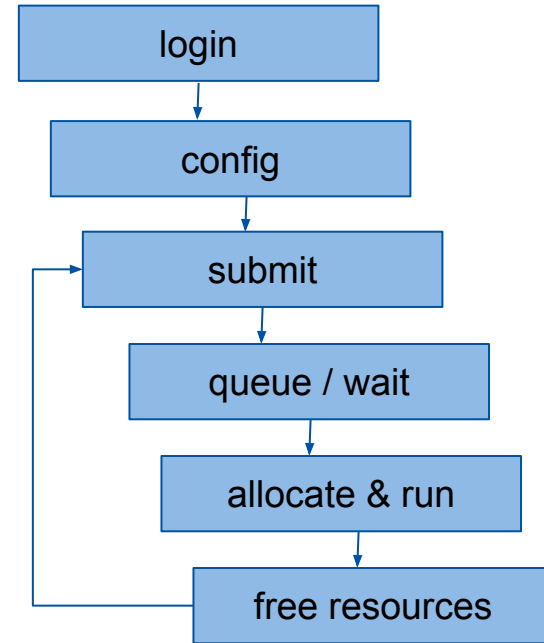 login
config
submit
queue / wait
allocate & run
free resources